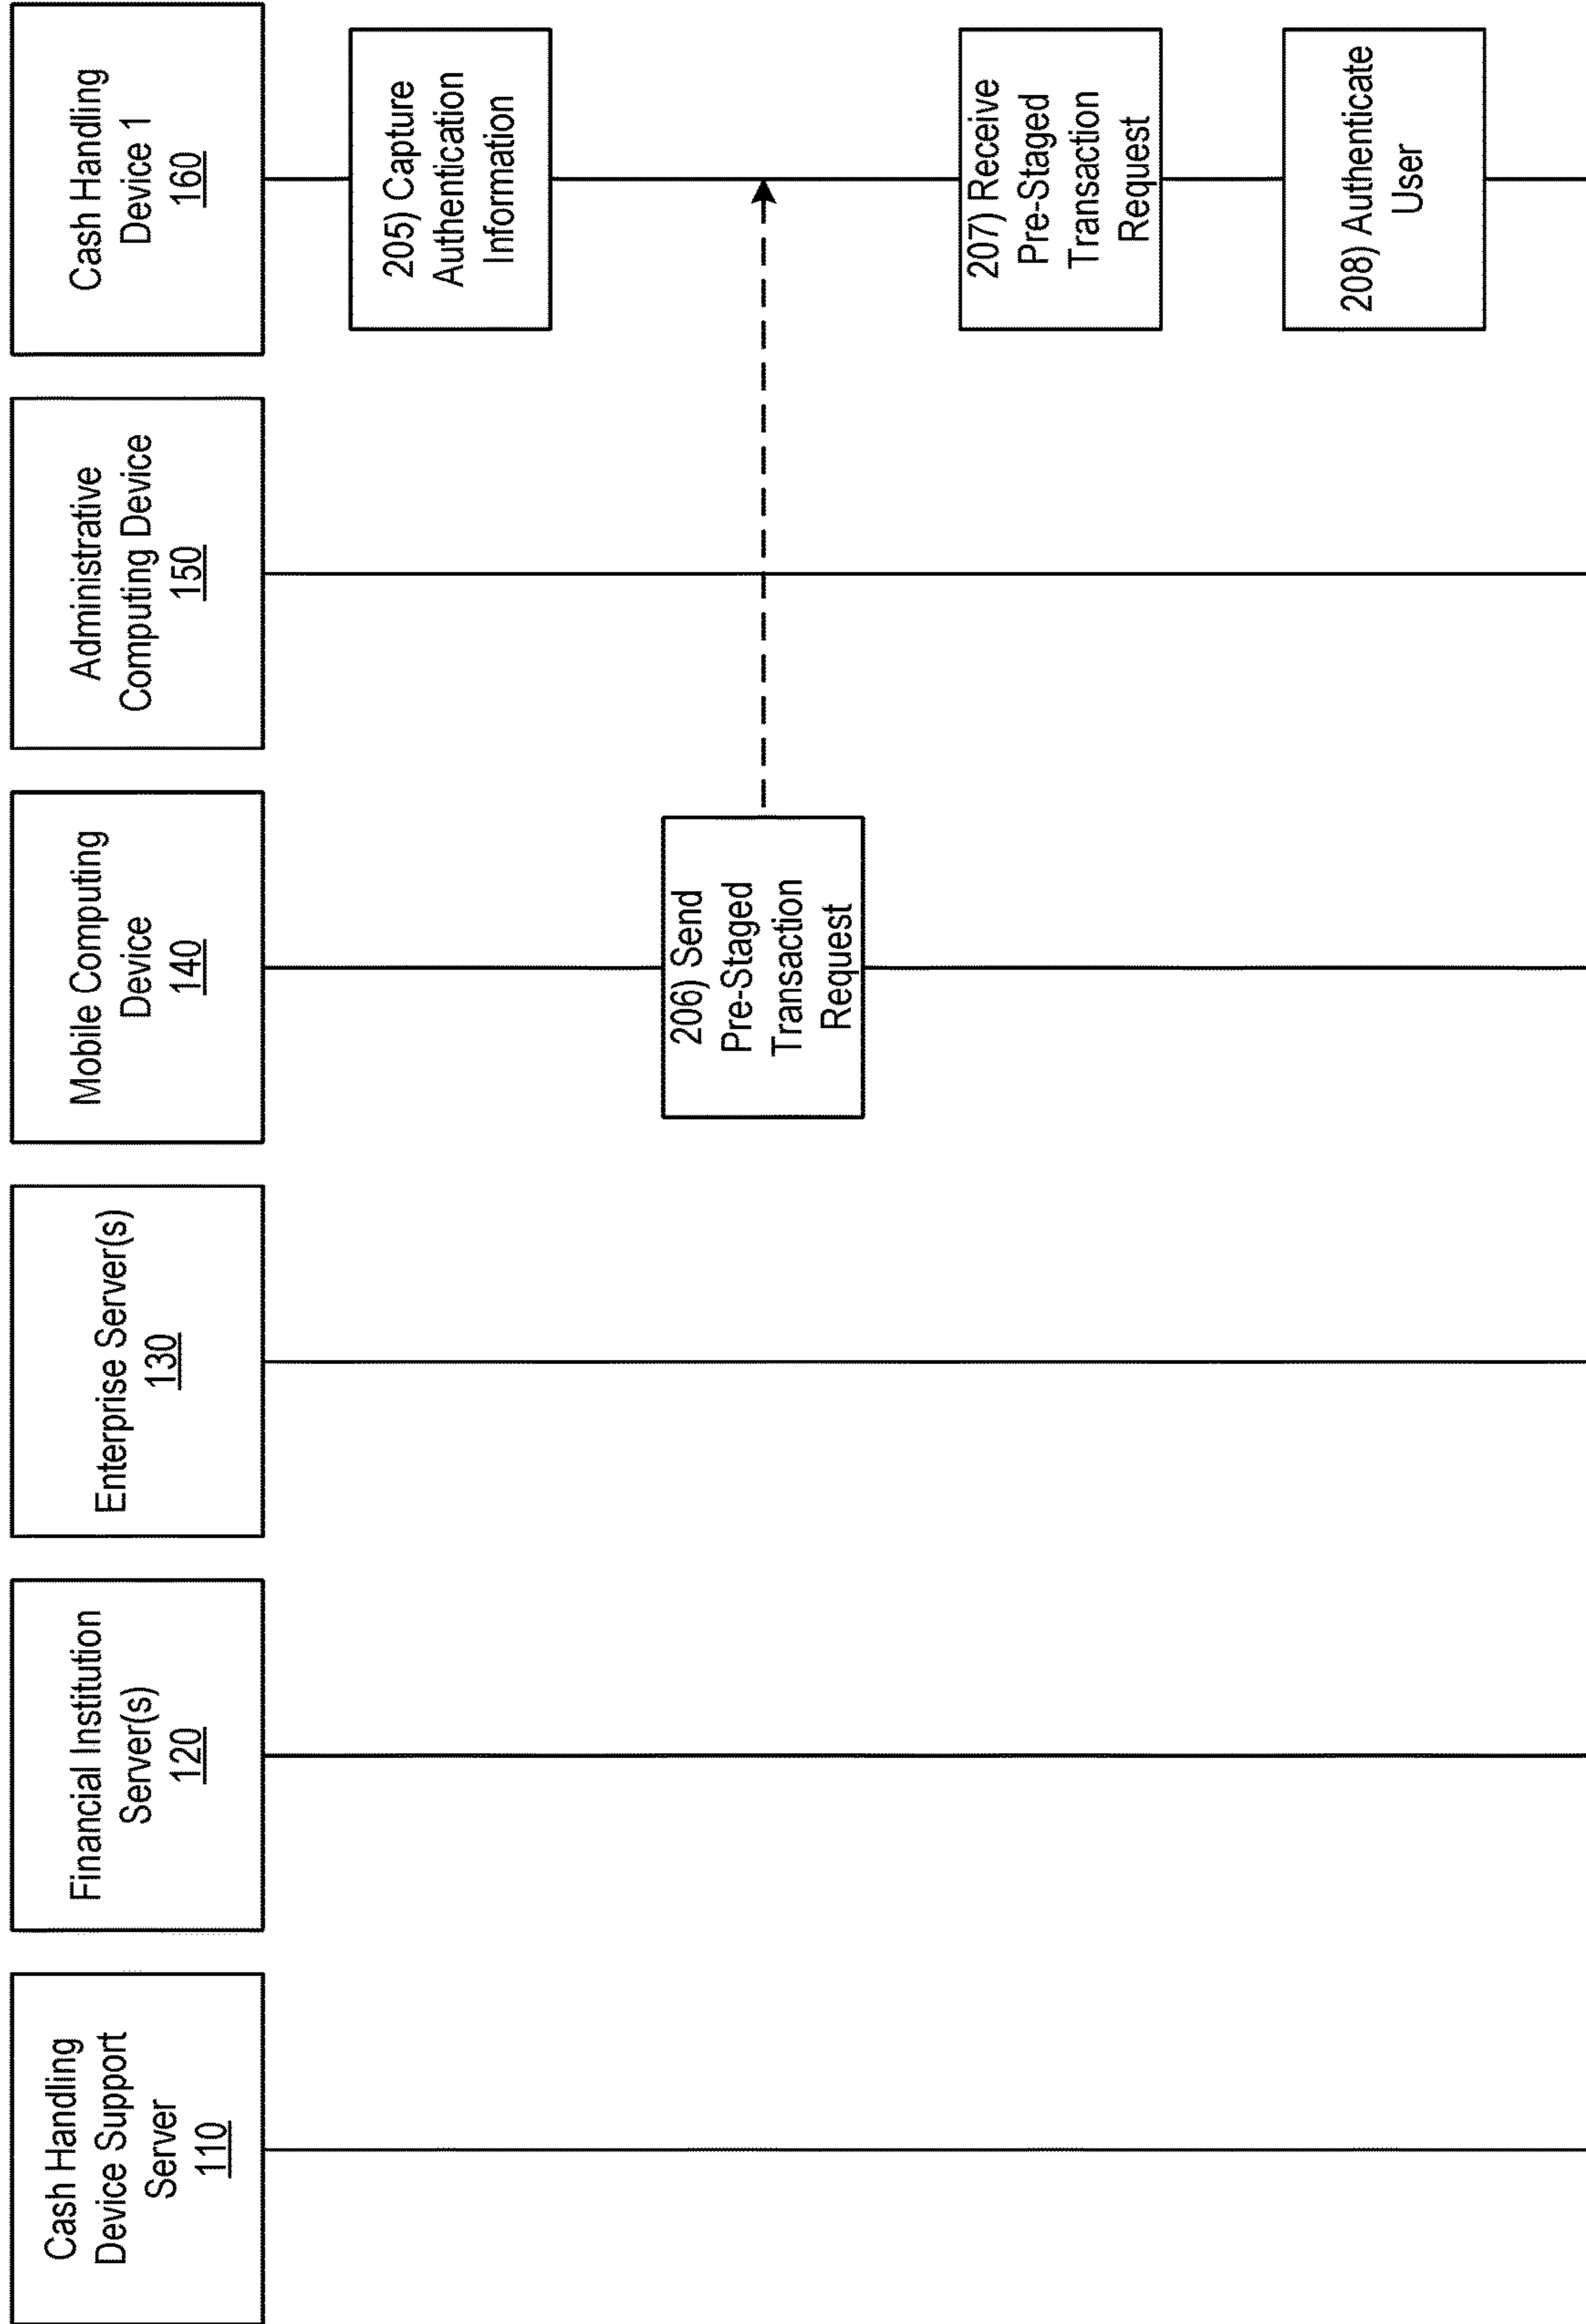 Cash Handling
Device Support
Server
110
Financial Institution
Server(s)
120
Enterprise Server(s)
130
Mobile Computing
Device
140
Administrative
Computing Device
150
Cash Handling
Device 1
160
205) Capture
Authentication
Information
206) Send
Pre-Staged
Transaction
Request
207) Receive
Pre-Staged
Transaction
Request
208) Authenticate
User